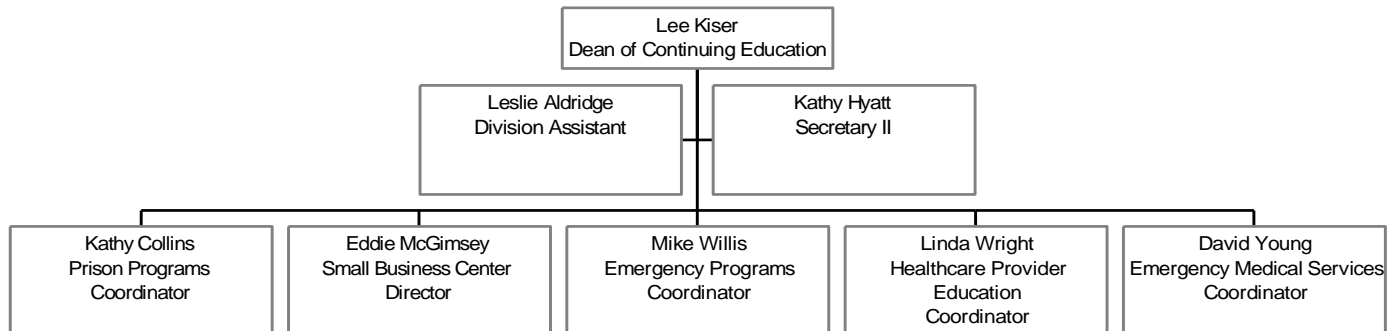 Lee Kiser
Dean of Continuing Education
Leslie Aldridge
Division Assistant
Kathy Hyatt
Secretary II
Kathy Collins
Prison Programs
Coordinator
Eddie McGimsey
Small Business Center
Director
Mike Willis
Emergency Programs
Coordinator
Linda Wright
Healthcare Provider
Education
Coordinator
David Young
Emergency Medical Services
Coordinator